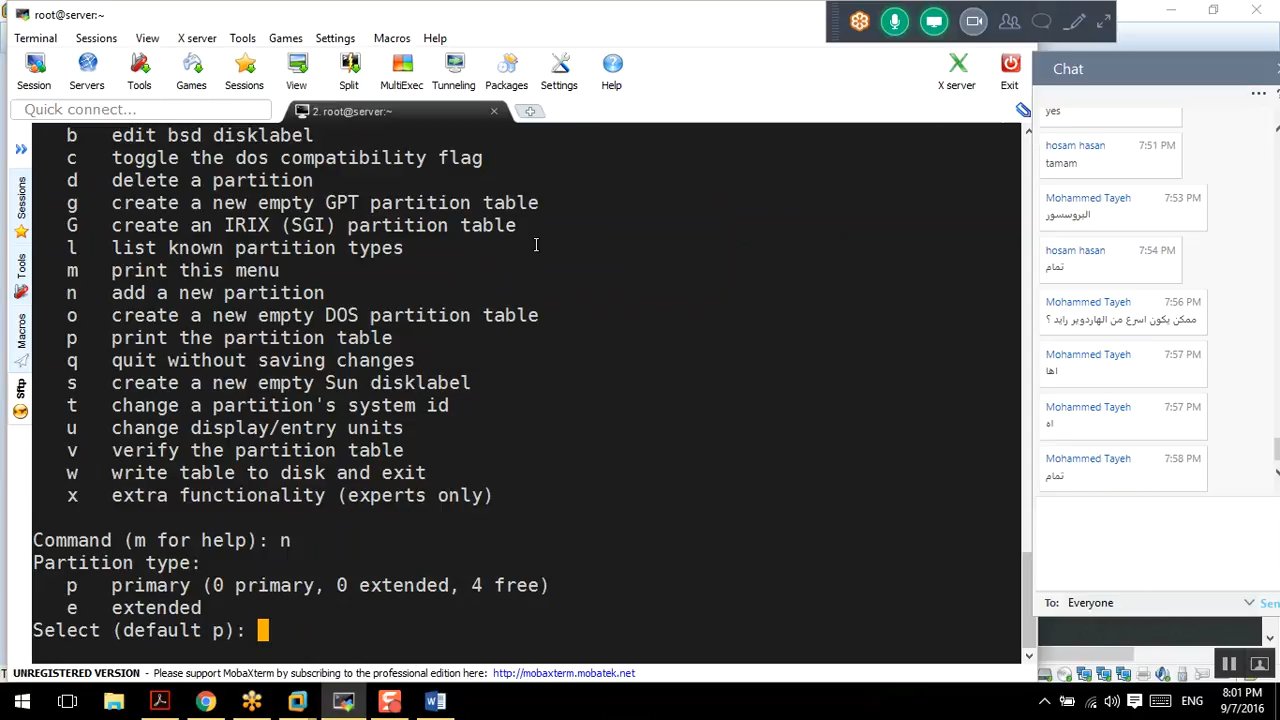 root@server:~
Terminal Sessions View X server Tools Games Settings Macros Help
Session Servers Tools Games Sessions View Split MultiExec Tunneling Packages Settings Help X server Exit
Quick connect...
2. root@server:~
Sessions
Tools
Macros
Sftp
b edit bsd disklabel
c toggle the dos compatibility flag
d delete a partition
g create a new empty GPT partition table
G create an IRIX (SGI) partition table
l list known partition types
m print this menu
n add a new partition
o create a new empty DOS partition table
p print the partition table
q quit without saving changes
s create a new empty Sun disklabel
t change a partition's system id
u change display/entry units
v verify the partition table
w write table to disk and exit
x extra functionality (experts only)
Command (m for help): n
Partition type:
p primary (0 primary, 0 extended, 4 free)
e extended
Select (default p):
UNREGISTERED VERSION - Please support MobaXterm by subscribing to the professional edition here: http://mobaxterm.mobatek.net
Chat
yes
hosam hasan 7:51 PM
tamam
Mohammed Tayeh 7:53 PM
البروسسور
hosam hasan 7:54 PM
تمام
Mohammed Tayeh 7:56 PM
ممكن يكون اسرع من الهاردوير رايد ؟
Mohammed Tayeh 7:57 PM
اها
Mohammed Tayeh 7:57 PM
اه
Mohammed Tayeh 7:58 PM
تمام
To: Everyone
ENG
8:01 PM
9/7/2016